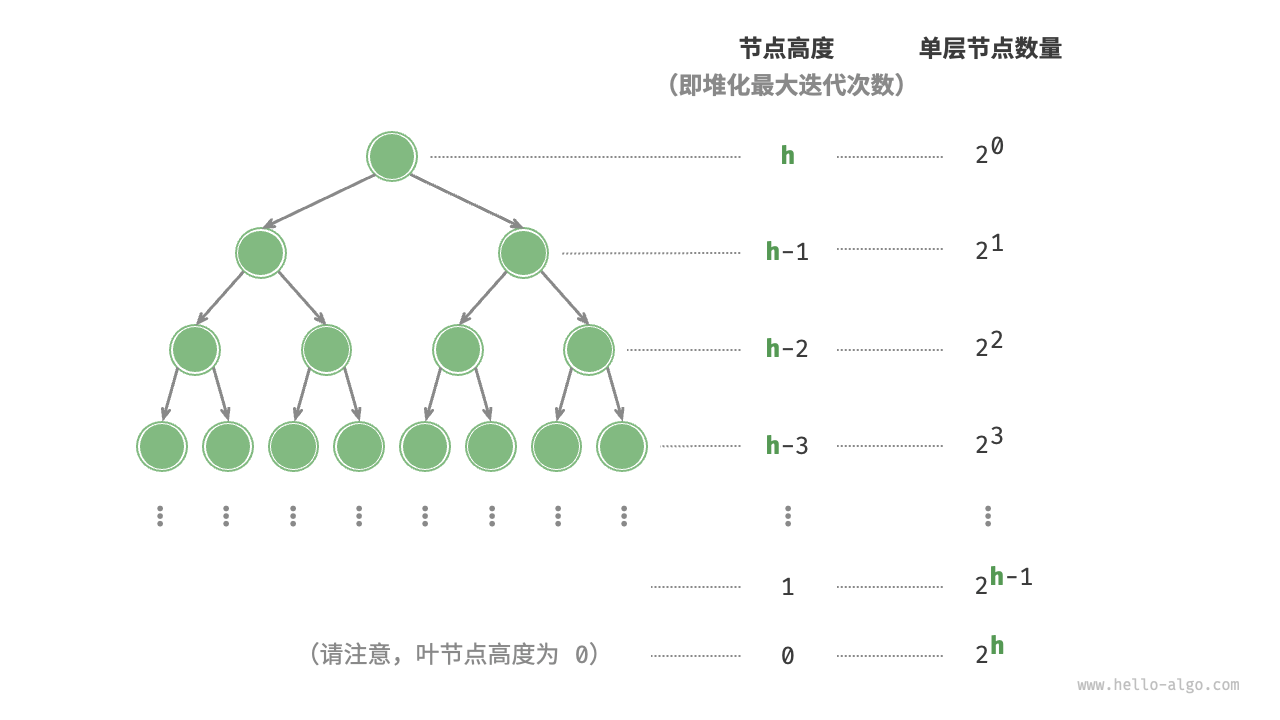 节点高度 单层节点数量
（即堆化最大迭代次数）
h 2^0
h-1 2^1
h-2 2^2
h-3 2^3
1 2^h-1
（请注意，叶节点高度为 0） 0 2^h
www.hello-algo.com